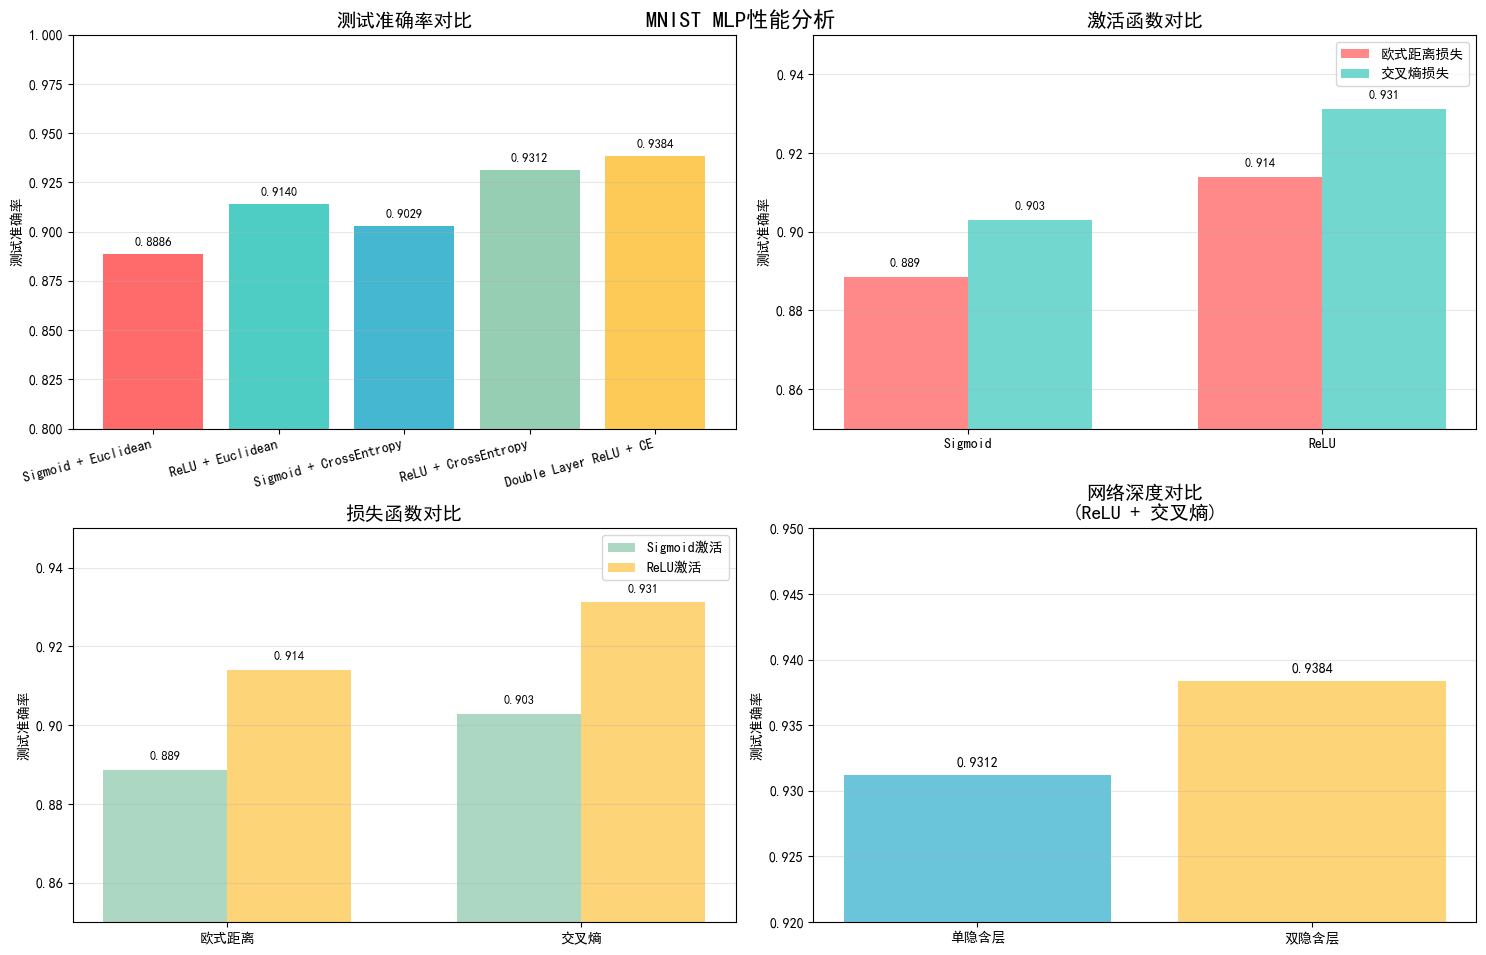 MNIST MLP性能分析
测试准确率对比
1.000
0.975
0.950
0.925
0.900
0.875
0.850
0.825
0.800
测试准确率
0.8886
0.9140
0.9029
0.9312
0.9384
Sigmoid + Euclidean
ReLU + Euclidean
Sigmoid + CrossEntropy
ReLU + CrossEntropy
Double Layer ReLU + CE
激活函数对比
欧式距离损失
交叉熵损失
0.94
0.92
0.90
0.88
0.86
测试准确率
0.889
0.903
0.914
0.931
Sigmoid
ReLU
损失函数对比
Sigmoid激活
ReLU激活
0.94
0.92
0.90
0.88
0.86
测试准确率
0.889
0.914
0.903
0.931
欧式距离
交叉熵
网络深度对比
(ReLU + 交叉熵)
0.950
0.945
0.940
0.935
0.930
0.925
0.920
测试准确率
0.9312
0.9384
单隐含层
双隐含层